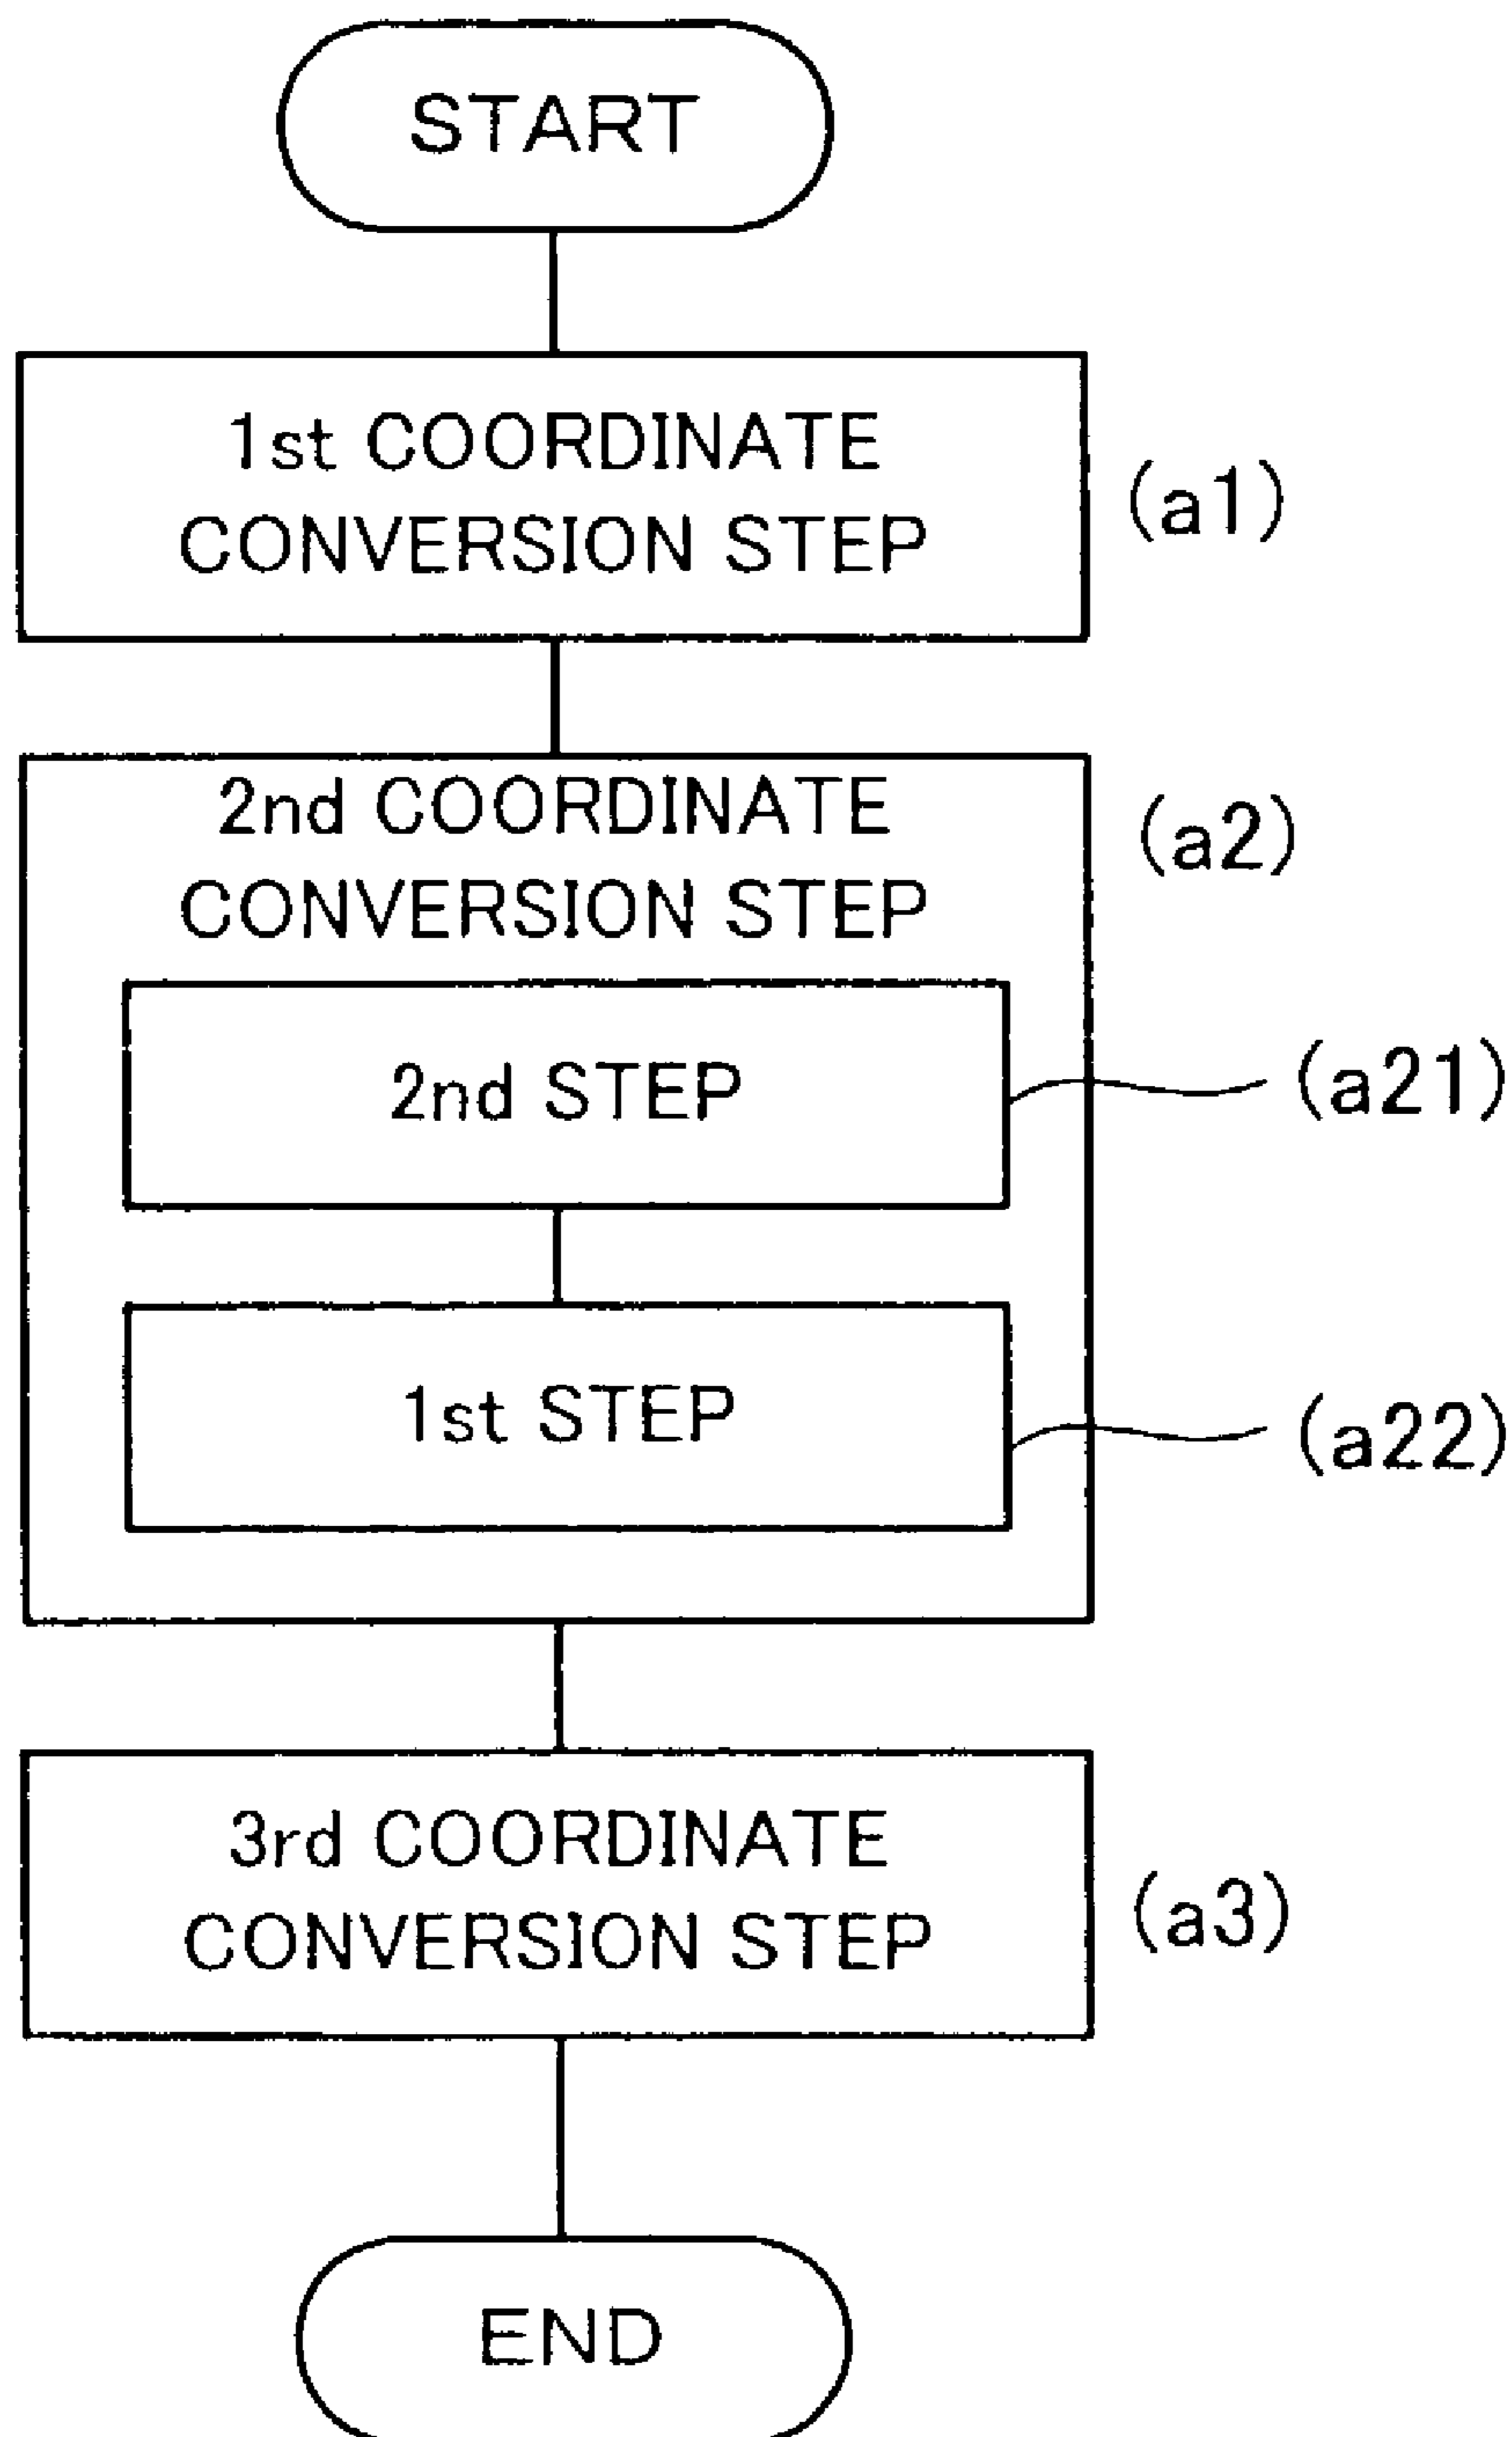 START
1st COORDINATE
CONVERSION STEP
(a1)
2nd COORDINATE
CONVERSION STEP
(a2)
2nd STEP
(a21)
1st STEP
(a22)
3rd COORDINATE
CONVERSION STEP
(a3)
END